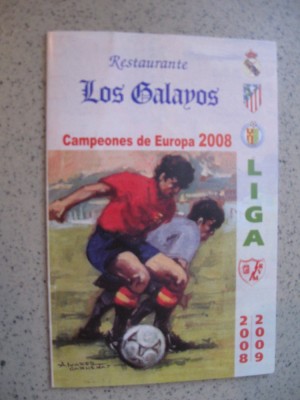 Restaurante
Los Galayos
Campeones de Europa 2008
LIGA
2008
2009